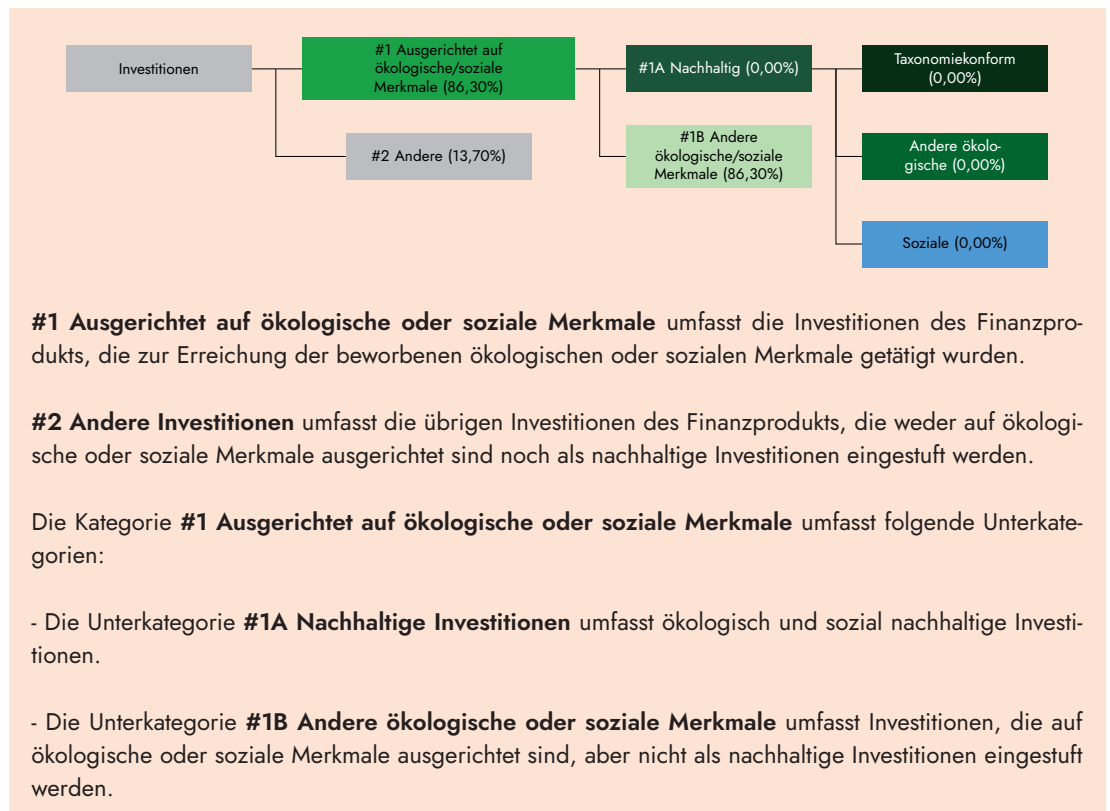 Investitionen
#1 Ausgerichtet auf
ökologische/soziale
Merkmale (86,30%)
#1A Nachhaltig (0,00%)
Taxonomiekonform
(0,00%)
#2 Andere (13,70%)
#1B Andere
ökologische/soziale
Merkmale (86,30%)
Andere ökolo-
gische (0,00%)
Soziale (0,00%)
#1 Ausgerichtet auf ökologische oder soziale Merkmale umfasst die Investitionen des Finanzpro-
dukts, die zur Erreichung der beworbenen ökologischen oder sozialen Merkmale getätigt wurden.
#2 Andere Investitionen umfasst die übrigen Investitionen des Finanzprodukts, die weder auf ökologi-
sche oder soziale Merkmale ausgerichtet sind noch als nachhaltige Investitionen eingestuft werden.
Die Kategorie #1 Ausgerichtet auf ökologische oder soziale Merkmale umfasst folgende Unterkate-
gorien:
- Die Unterkategorie #1A Nachhaltige Investitionen umfasst ökologisch und sozial nachhaltige Investi-
tionen.
- Die Unterkategorie #1B Andere ökologische oder soziale Merkmale umfasst Investitionen, die auf
ökologische oder soziale Merkmale ausgerichtet sind, aber nicht als nachhaltige Investitionen eingestuft
werden.